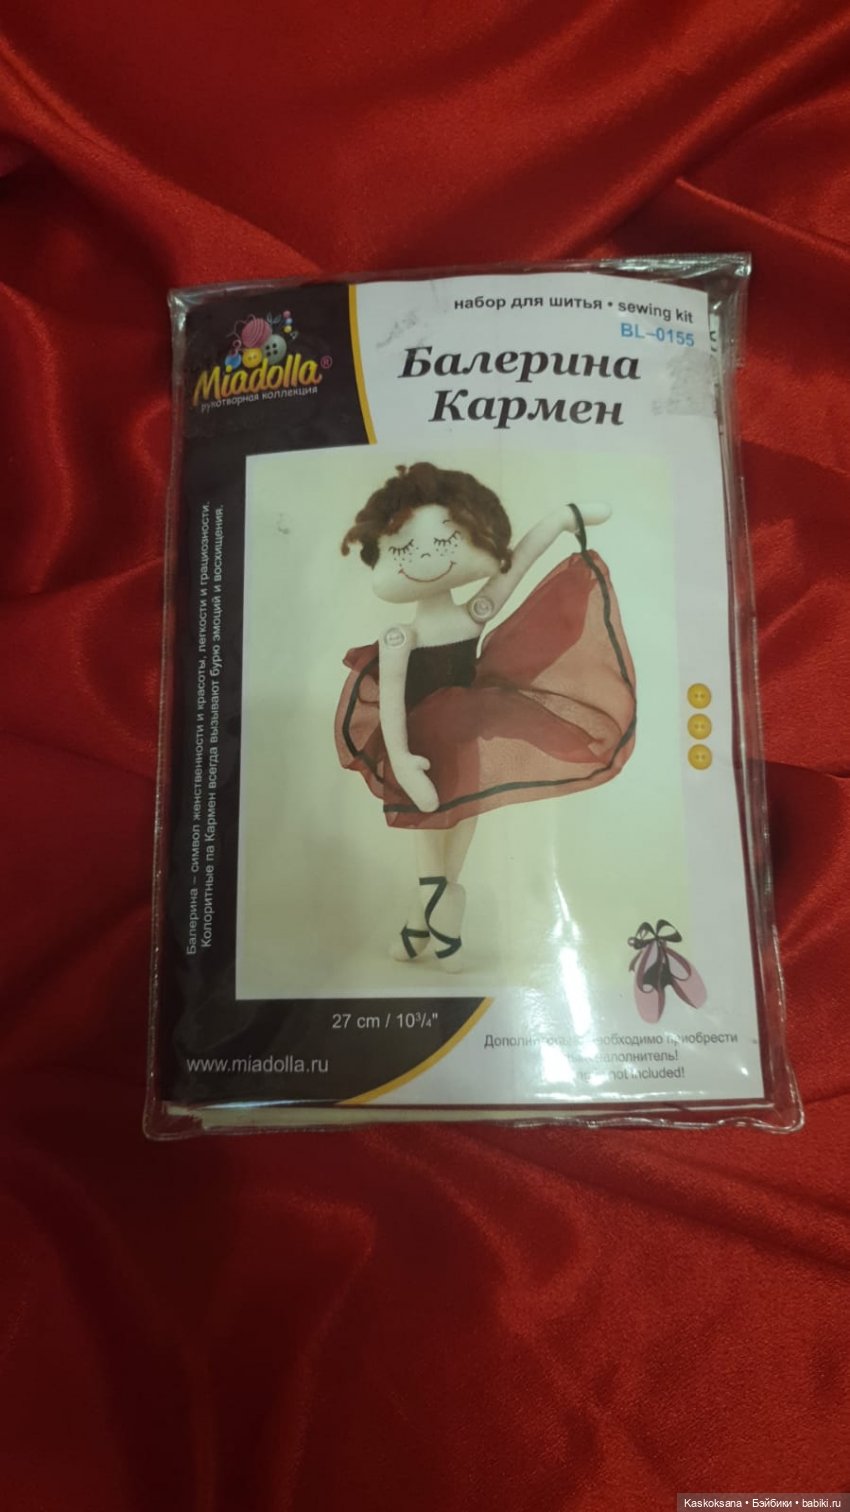 набор для шитья • sewing kit
BL-0155
Miadolla®
рукотворная коллекция
Балерина
Кармен
Балерина – символ женственности и красоты, легкости и грациозности.
Колоритные па Кармен всегда вызывают бурю эмоций и восхищения.
27 cm / 10¾"
www.miadolla.ru
необходимо приобрести
наполнитель!
not included!
Kaskoksana • Бэйбики • babiki.ru